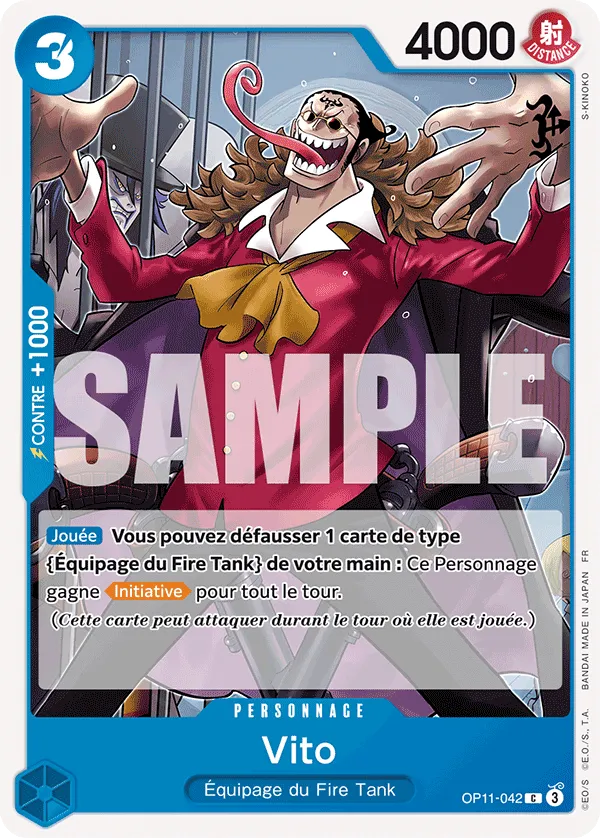 3
4000
射
DISTANCE
S-KINOKO
CONTRE +1000
SAMPLE
Jouée Vous pouvez défausser 1 carte de type
{Équipage du Fire Tank} de votre main : Ce Personnage
gagne Initiative pour tout le tour.
(Cette carte peut attaquer durant le tour où elle est jouée.)
PERSONNAGE
Vito
Équipage du Fire Tank
OP11-042 C 3
©EO/S ©E.O./S., T.A. BANDAI MADE IN JAPAN FR